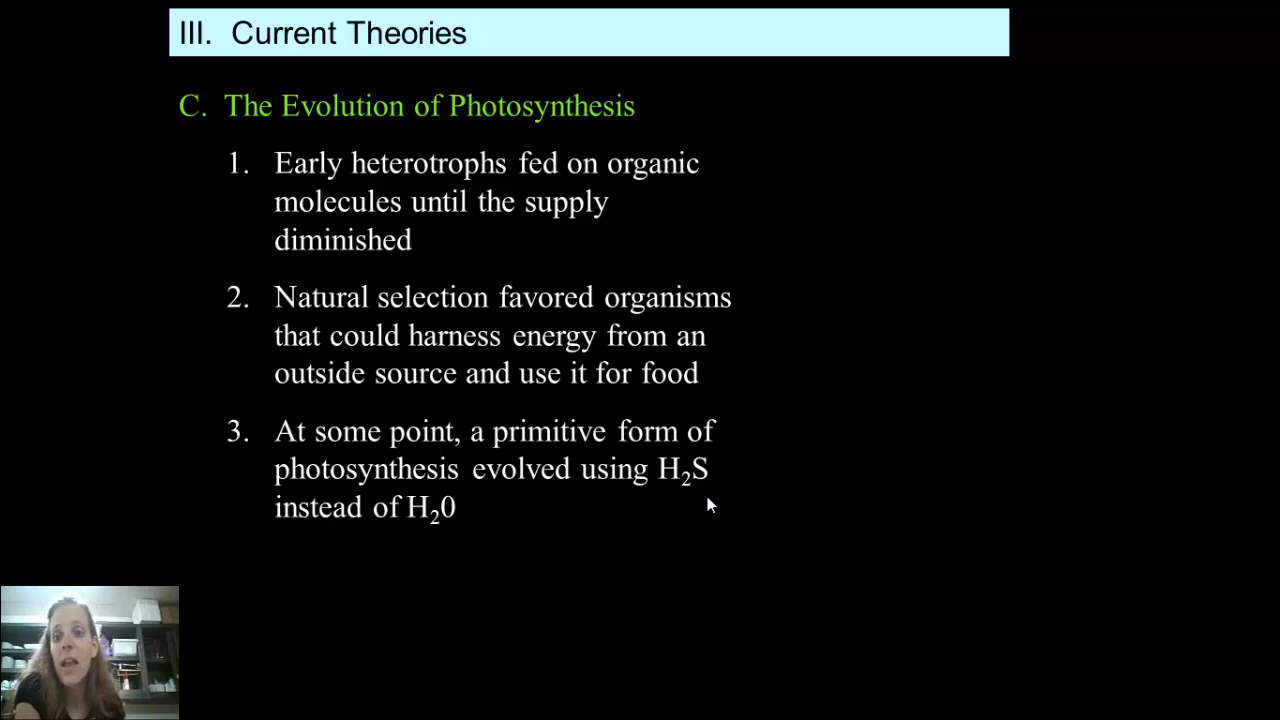 III. Current Theories
C. The Evolution of Photosynthesis
1. Early heterotrophs fed on organic
molecules until the supply
diminished
2. Natural selection favored organisms
that could harness energy from an
outside source and use it for food
3. At some point, a primitive form of
photosynthesis evolved using H₂S
instead of H₂0